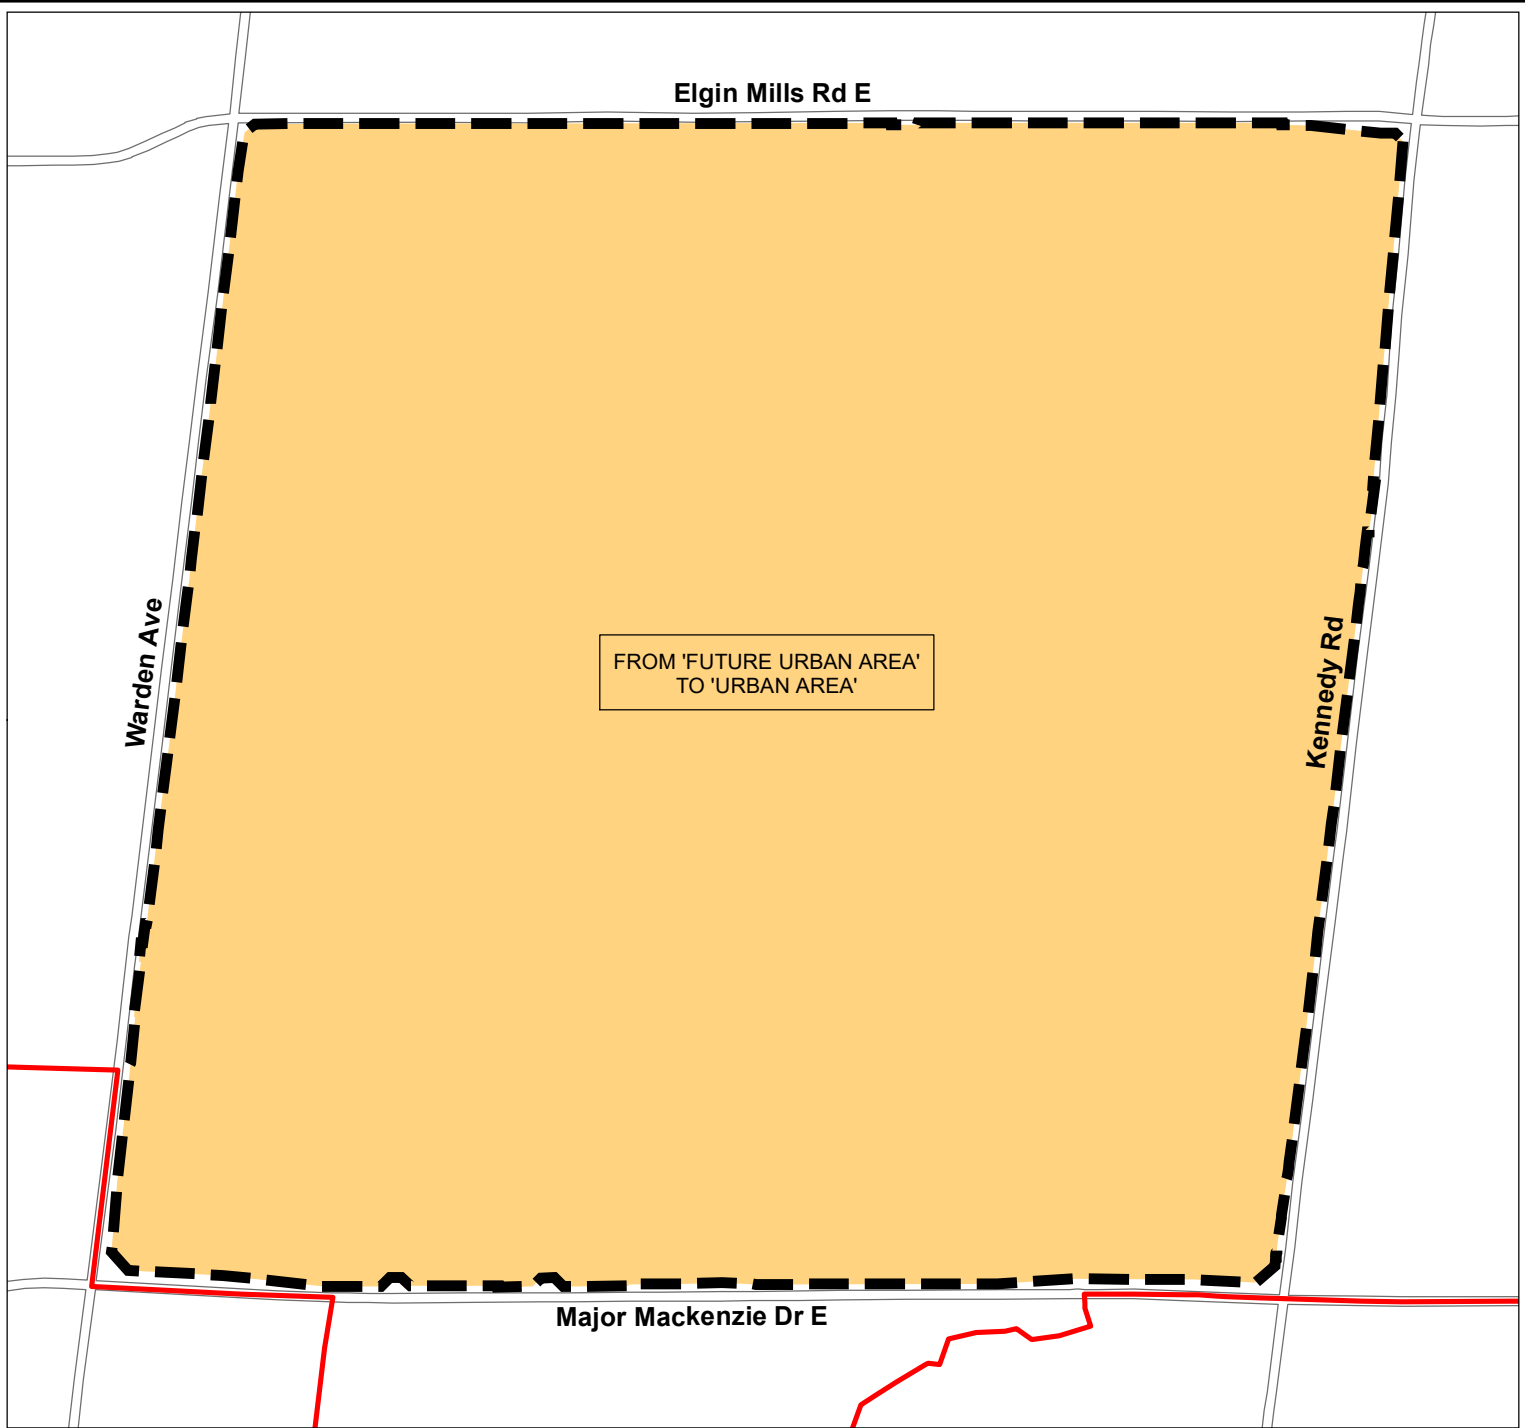 Elgin Mills Rd E
Warden Ave
FROM 'FUTURE URBAN AREA'
TO 'URBAN AREA'
Kennedy Rd
Major Mackenzie Dr E